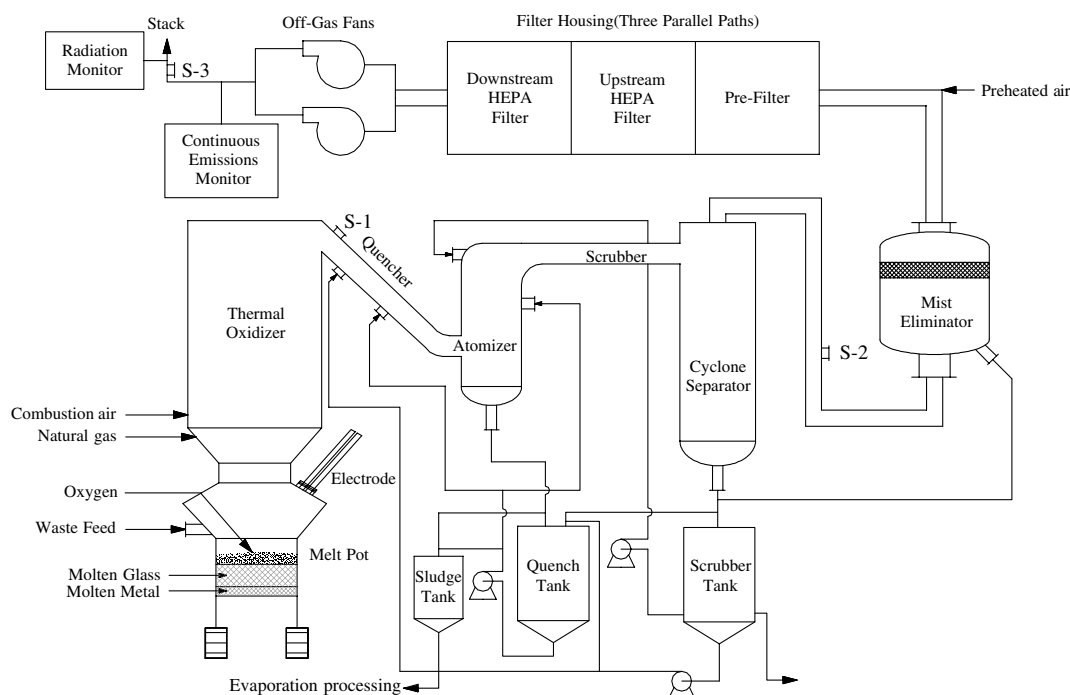 Stack
Off-Gas Fans
Filter Housing(Three Parallel Paths)
Radiation
Monitor
S-3
Downstream
HEPA
Filter
Upstream
HEPA
Filter
Pre-Filter
Preheated air
Continuous
Emissions
Monitor
S-1
Quencher
Scrubber
Thermal
Oxidizer
Mist
Eliminator
Atomizer
S-2
Cyclone
Separator
Combustion air
Natural gas
Electrode
Oxygen
Waste Feed
Melt Pot
Molten Glass
Molten Metal
Sludge
Tank
Quench
Tank
Scrubber
Tank
Evaporation processing